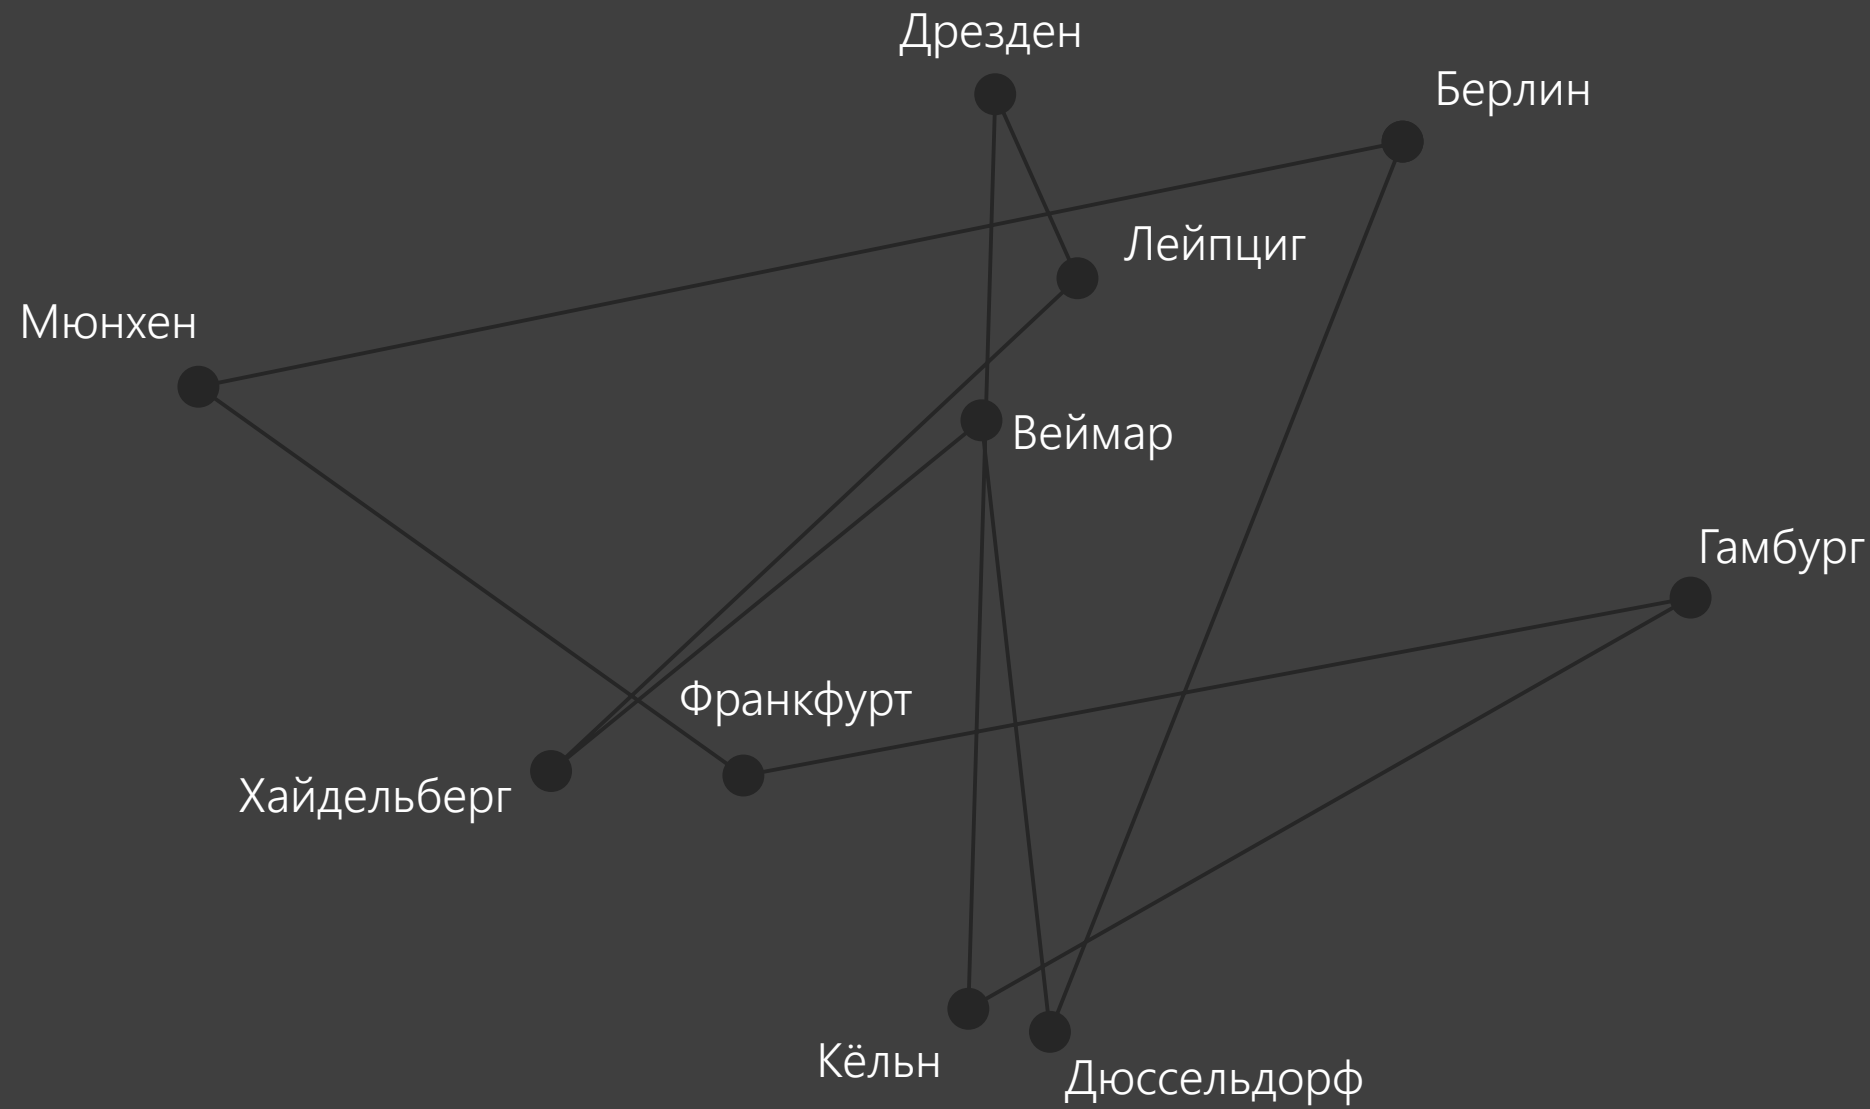 Дрезден
Берлин
Лейпциг
Мюнхен
Веймар
Гамбург
Франкфурт
Хайдельберг
Кёльн
Дюссельдорф